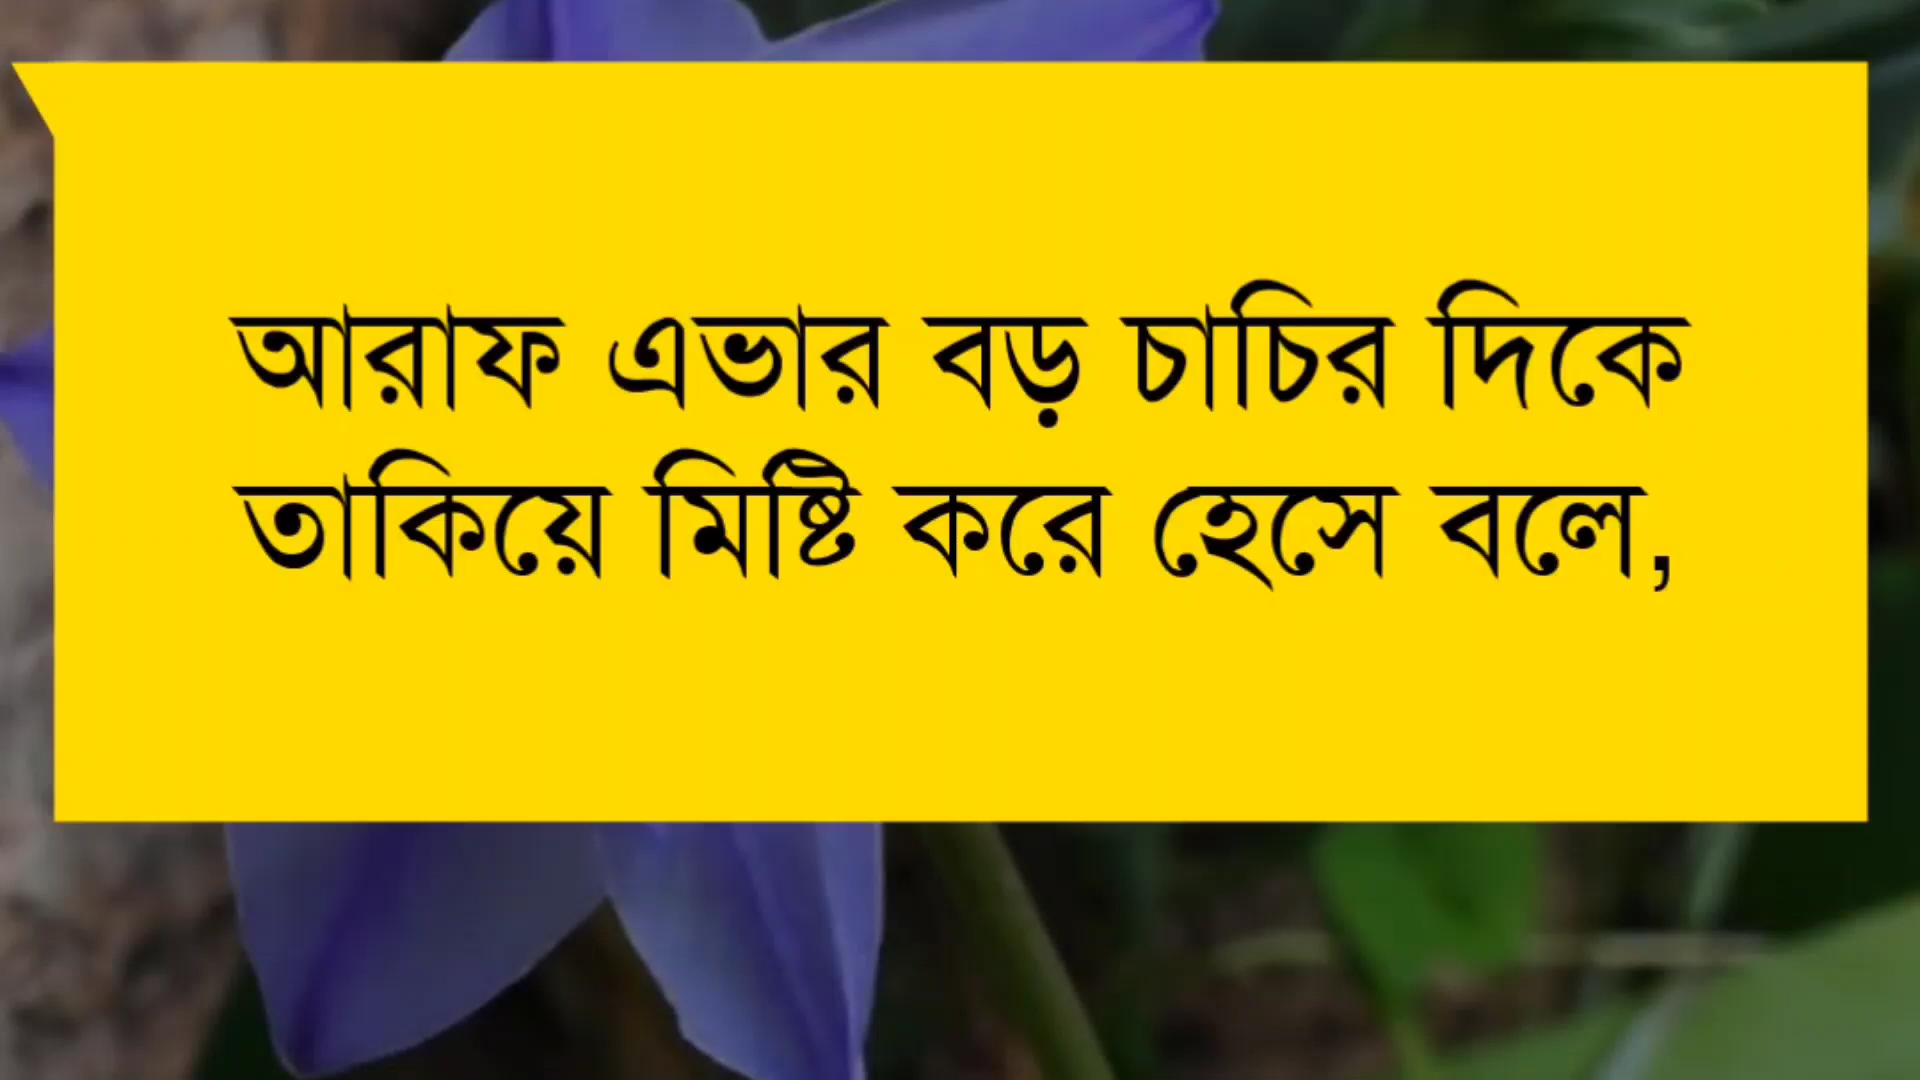 আরাফ এভার বড় চাচির দিকে
তাকিয়ে মিষ্টি করে হেসে বলে,